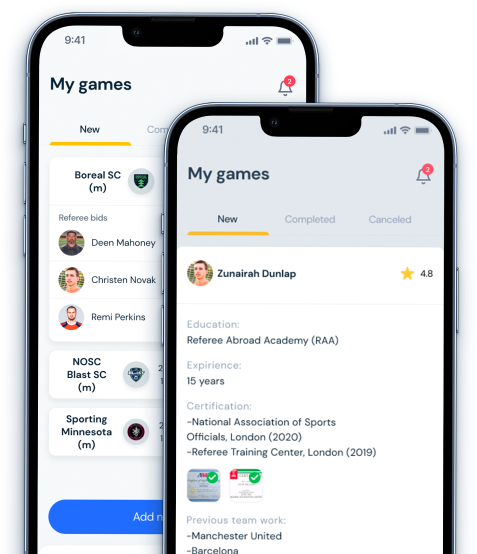 9:41
My games
2
New
Com
Boreal SC
(m)
Referee bids
Deen Mahoney
Christen Novak
Remi Perkins
NOSC
Blast SC
(m)
2
1
Sporting
Minnesota
(m)
2
1
Add n
9:41
My games
2
New Completed Canceled
Zunairah Dunlap 4.8
Education:
Referee Abroad Academy (RAA)
Expirience:
15 years
Certification:
-National Association of Sports
Officials, London (2020)
-Referee Training Center, London (2019)
Previous team work:
-Manchester United
-Barcelona